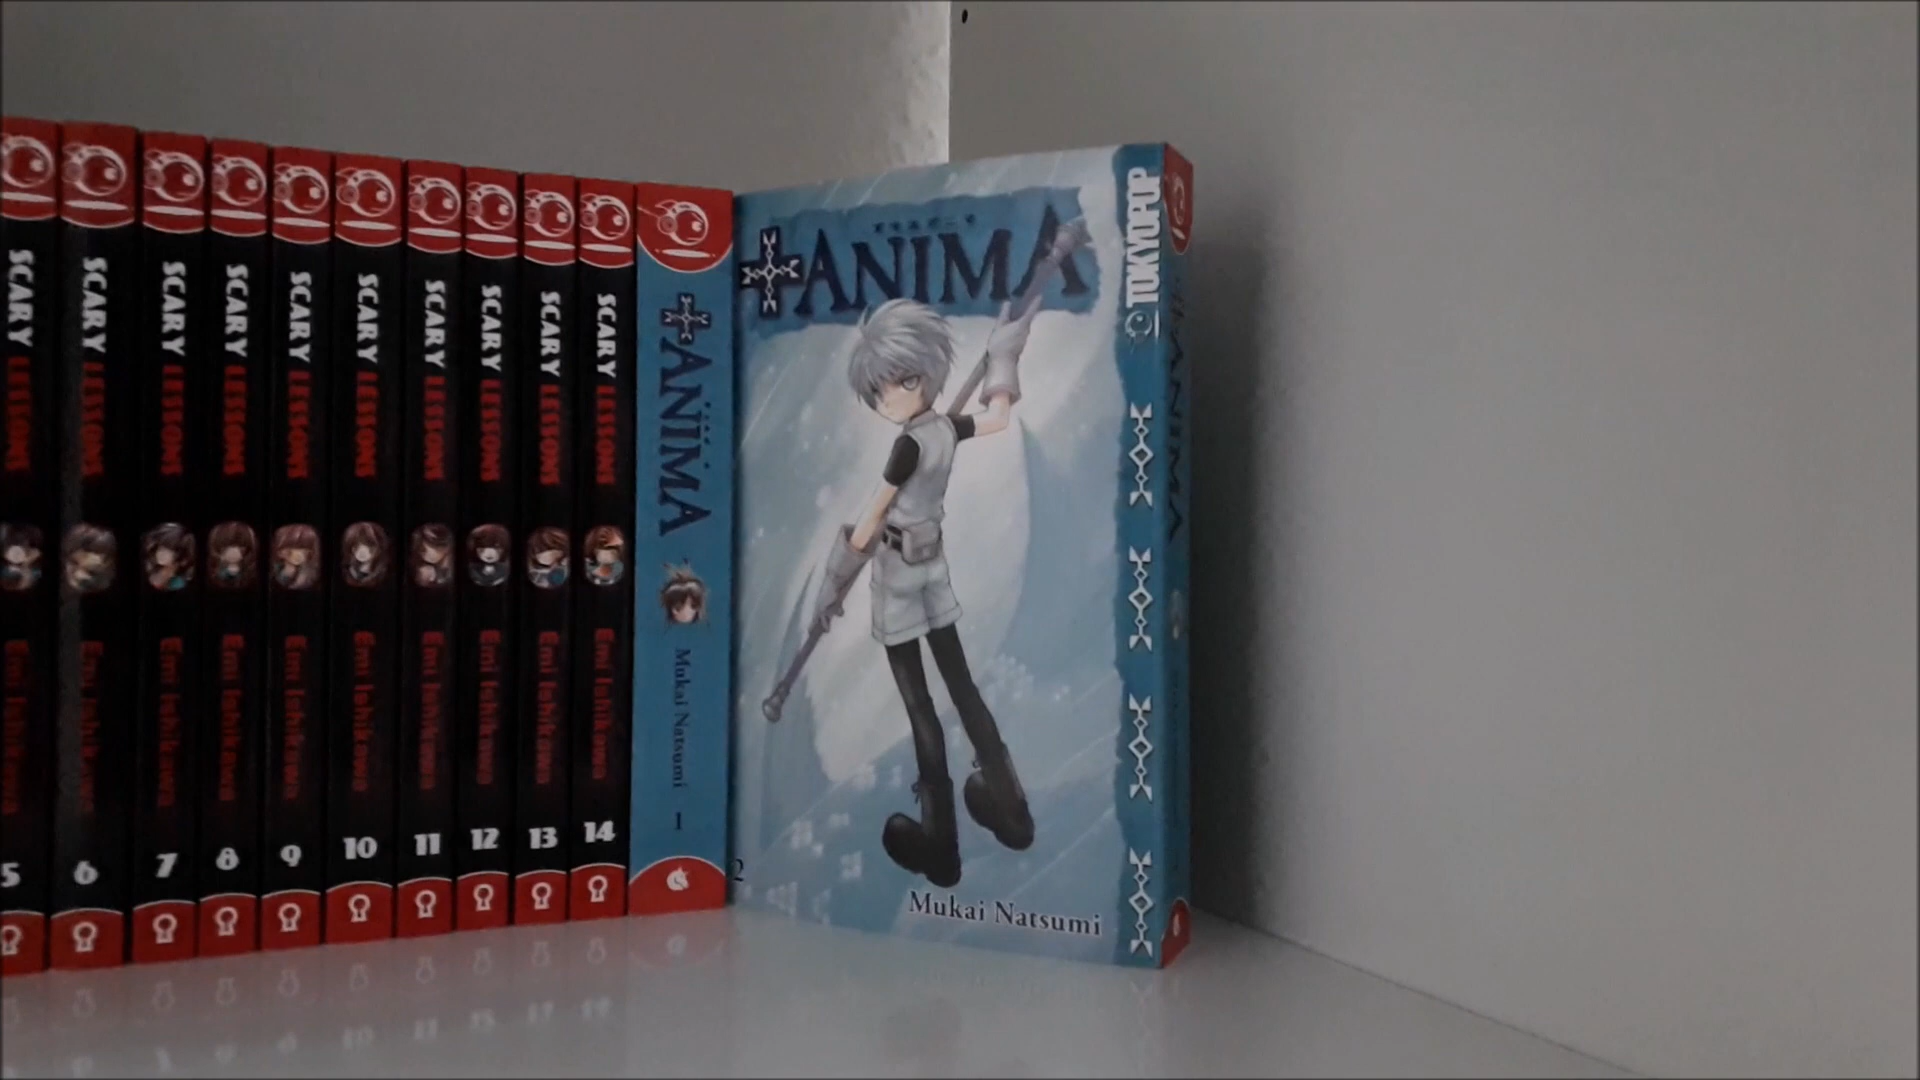 SCARY LESSONS Emi Ishikawa 5
SCARY LESSONS Emi Ishikawa 6
SCARY LESSONS Emi Ishikawa 7
SCARY LESSONS Emi Ishikawa 8
SCARY LESSONS Emi Ishikawa 9
SCARY LESSONS Emi Ishikawa 10
SCARY LESSONS Emi Ishikawa 11
SCARY LESSONS Emi Ishikawa 12
SCARY LESSONS Emi Ishikawa 13
SCARY LESSONS Emi Ishikawa 14
+ANIMA Mukai Natsumi 1
+ANIMA
2
Mukai Natsumi
TOKYOPOP
+ANIMA